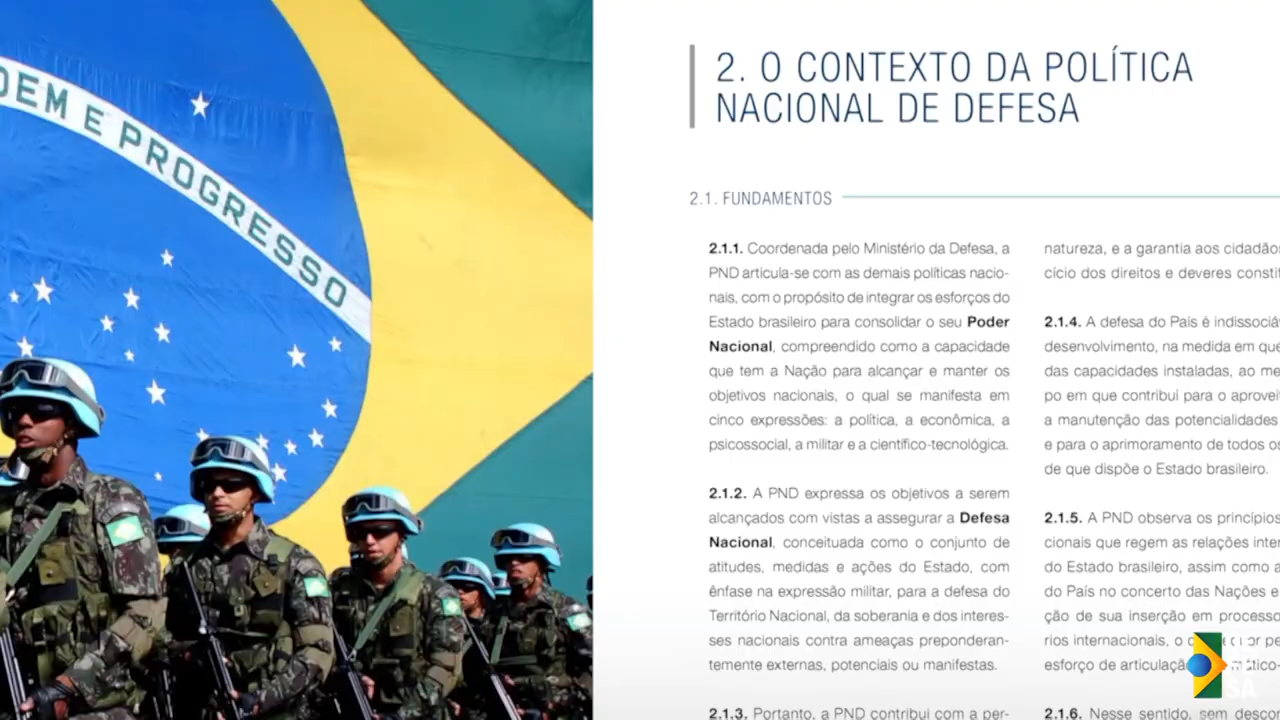 DEM E PROGRESSO
2. O CONTEXTO DA POLÍTICA
NACIONAL DE DEFESA
2.1. FUNDAMENTOS
2.1.1. Coordenada pelo Ministério da Defesa, a
PND articula-se com as demais políticas nacio-
nais, com o propósito de integrar os esforços do
Estado brasileiro para consolidar o seu Poder
Nacional, compreendido como a capacidade
que tem a Nação para alcançar e manter os
objetivos nacionais, o qual se manifesta em
cinco expressões: a política, a econômica, a
psicossocial, a militar e a científico-tecnológica.
2.1.2. A PND expressa os objetivos a serem
alcançados com vistas a assegurar a Defesa
Nacional, conceituada como o conjunto de
atitudes, medidas e ações do Estado, com
ênfase na expressão militar, para a defesa do
Território Nacional, da soberania e dos interes-
ses nacionais contra ameaças preponderan-
temente externas, potenciais ou manifestas.
2.1.3. Portanto, a PND contribui com a per-
natureza, e a garantia aos cidadãos
cício dos direitos e deveres constit
2.1.4. A defesa do País é indissociáv
desenvolvimento, na medida em que
das capacidades instaladas, ao me
po em que contribui para o aprovei
a manutenção das potencialidades
e para o aprimoramento de todos os
de que dispõe o Estado brasileiro.
2.1.5. A PND observa os princípios
cionais que regem as relações inter
do Estado brasileiro, assim como a
do País no concerto das Nações e
ção de sua inserção em processo
rios internacionais, o
esforço de articulaçã
2.1.6. Nesse sentido, sem descor